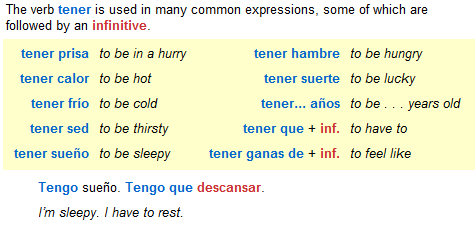 The verb tener is used in many common expressions, some of which are
followed by an infinitive.
tener prisa to be in a hurry tener hambre to be hungry
tener calor to be hot tener suerte to be lucky
tener frío to be cold tener... años to be . . . years old
tener sed to be thirsty tener que + inf. to have to
tener sueño to be sleepy tener ganas de + inf. to feel like
Tengo sueño. Tengo que descansar.
I'm sleepy. I have to rest.